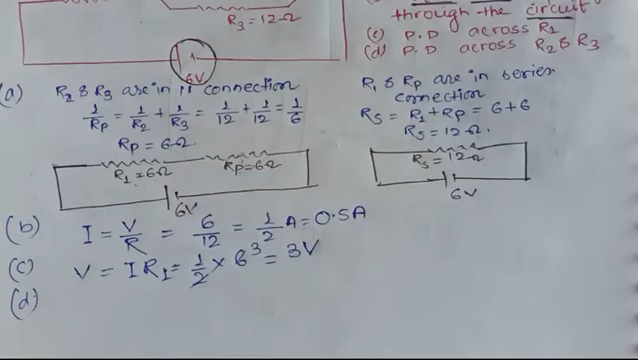 R3 = 12Ω
6V
through the circuit
(c) P.D across R1
(d) P.D across R2 & R3
(a) R2 & R3 are in || connection
1/Rp = 1/R2 + 1/R3 = 1/12 + 1/12 = 1/6
Rp = 6Ω
R1 = 6Ω
Rp = 6Ω
6V
R1 & Rp are in series
connection
Rs = R1 + Rp = 6 + 6
Rs = 12Ω.
Rs = 12Ω
6V
(b) I = V/R = 6/12 = 1/2 A = 0.5A
(c) V = I R1 = 1/2 × 6 3 = 3V
(d)